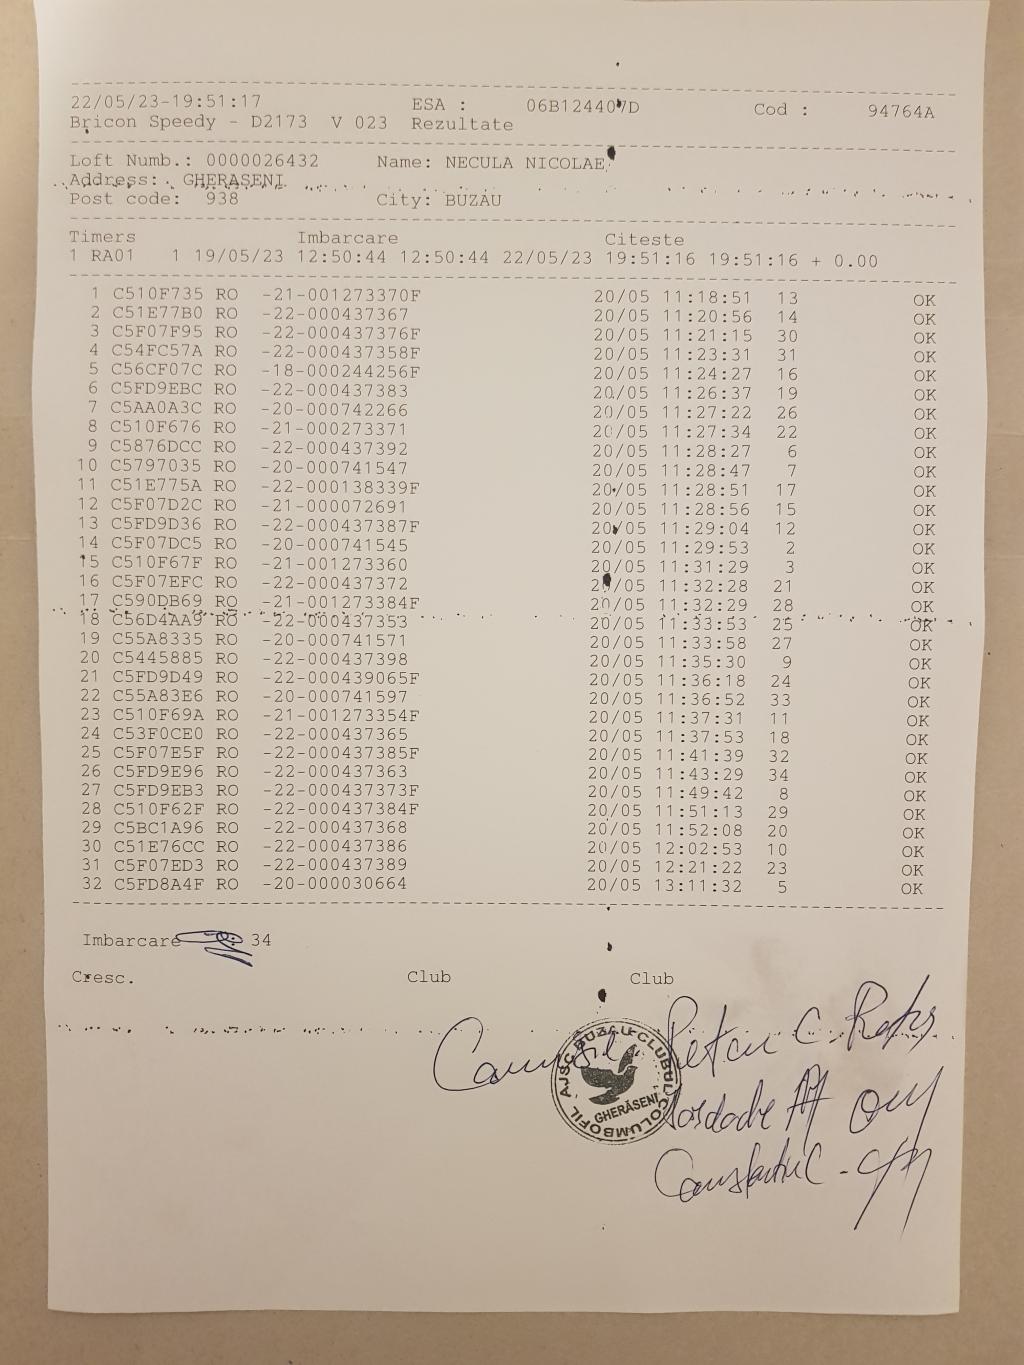 22/05/23-19:51:17 ESA : 06B124407D Cod : 94764A
Bricon Speedy - D2173 V 023 Rezultate
Loft Numb.: 0000026432 Name: NECULA NICOLAE
Address: GHERASENI
Post code: 938 City: BUZAU
Timers Imbarcare Citeste
1 RA01 1 19/05/23 12:50:44 12:50:44 22/05/23 19:51:16 19:51:16 + 0.00
1 C510F735 RO -21-001273370F 20/05 11:18:51 13 OK
2 C51E77B0 RO -22-000437367 20/05 11:20:56 14 OK
3 C5F07F95 RO -22-000437376F 20/05 11:21:15 30 OK
4 C54FC57A RO -22-000437358F 20/05 11:23:31 31 OK
5 C56CF07C RO -18-000244256F 20/05 11:24:27 16 OK
6 C5FD9EBC RO -22-000437383 20/05 11:26:37 19 OK
7 C5AA0A3C RO -20-000742266 20/05 11:27:22 26 OK
8 C510F676 RO -21-000273371 20/05 11:27:34 22 OK
9 C5876DCC RO -22-000437392 20/05 11:28:27 6 OK
10 C5797035 RO -20-000741547 20/05 11:28:47 7 OK
11 C51E775A RO -22-000138339F 20/05 11:28:51 17 OK
12 C5F07D2C RO -21-000072691 20/05 11:28:56 15 OK
13 C5FD9D36 RO -22-000437387F 20/05 11:29:04 12 OK
14 C5F07DC5 RO -20-000741545 20/05 11:29:53 2 OK
15 C510F67F RO -21-001273360 20/05 11:31:29 3 OK
16 C5F07EFC RO -22-000437372 20/05 11:32:28 21 OK
17 C590DB69 RO -21-001273384F 20/05 11:32:29 28 OK
18 C56D4AA9 RO -22-000437353 20/05 11:33:53 25 OK
19 C55A8335 RO -20-000741571 20/05 11:33:58 27 OK
20 C5445885 RO -22-000437398 20/05 11:35:30 9 OK
21 C5FD9D49 RO -22-000439065F 20/05 11:36:18 24 OK
22 C55A83E6 RO -20-000741597 20/05 11:36:52 33 OK
23 C510F69A RO -21-001273354F 20/05 11:37:31 11 OK
24 C53F0CE0 RO -22-000437365 20/05 11:37:53 18 OK
25 C5F07E5F RO -22-000437385F 20/05 11:41:39 32 OK
26 C5FD9E96 RO -22-000437363 20/05 11:43:29 34 OK
27 C5FD9EB3 RO -22-000437373F 20/05 11:49:42 8 OK
28 C510F62F RO -22-000437384F 20/05 11:51:13 29 OK
29 C5BC1A96 RO -22-000437368 20/05 11:52:08 20 OK
30 C51E76CC RO -22-000437386 20/05 12:02:53 10 OK
31 C5F07ED3 RO -22-000437389 20/05 12:21:22 23 OK
32 C5FD8A4F RO -20-000030664 20/05 13:11:32 5 OK
Imbarcare 34
Cresc. Club Club
AJSC BUZAU CLUBUL COLUMBOFIL
GHERĂSENI